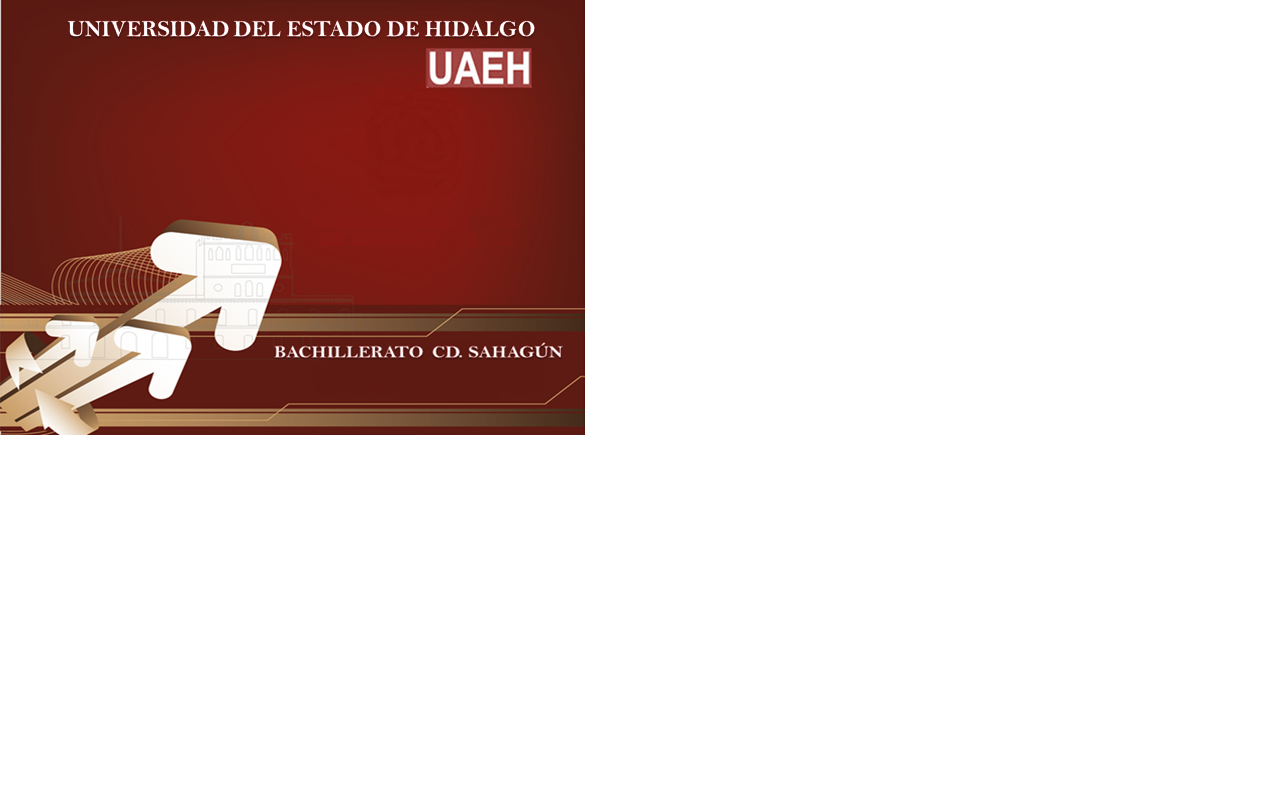 UNIVERSIDAD DEL ESTADO DE HIDALGO
UAEH
BACHILLERATO CD. SAHAGÚN